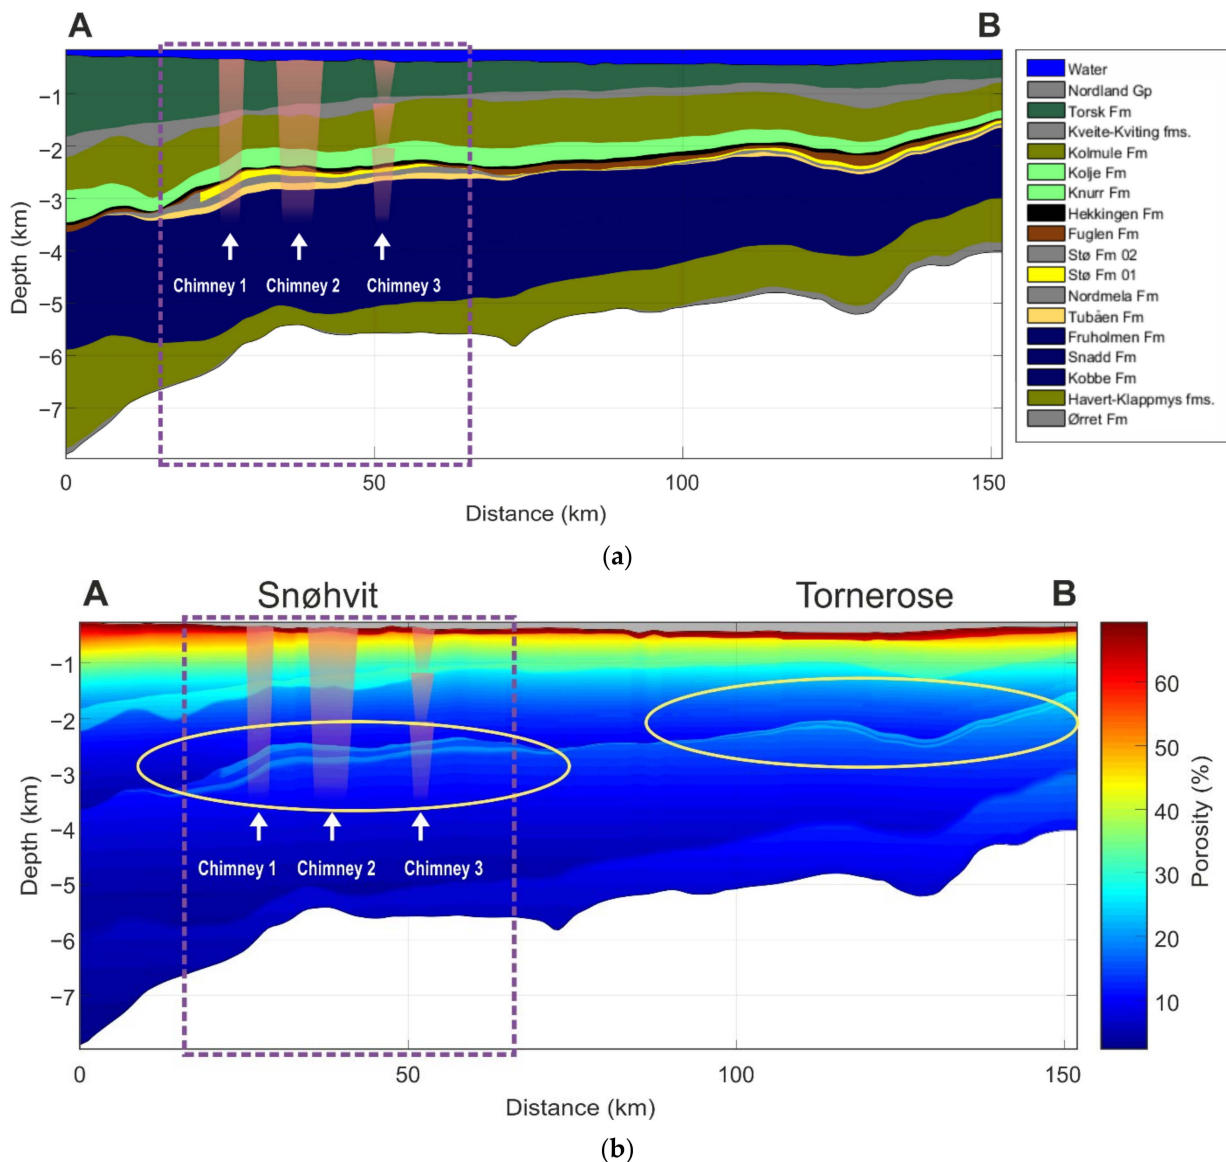 A
B
Depth (km)
−1
−2
−3
−4
−5
−6
−7
Chimney 1
Chimney 2
Chimney 3
0
50
100
150
Distance (km)
Water
Nordland Gp
Torsk Fm
Kveite-Kviting fms.
Kolmule Fm
Kolje Fm
Knurr Fm
Hekkingen Fm
Fuglen Fm
Stø Fm 02
Stø Fm 01
Nordmela Fm
Tubåen Fm
Fruholmen Fm
Snadd Fm
Kobbe Fm
Havert-Klappmys fms.
Ørret Fm
(a)
A
Snøhvit
Tornerose
B
Depth (km)
−1
−2
−3
−4
−5
−6
−7
Chimney 1
Chimney 2
Chimney 3
0
50
100
150
Distance (km)
60
50
40
30
20
10
Porosity (%)
(b)